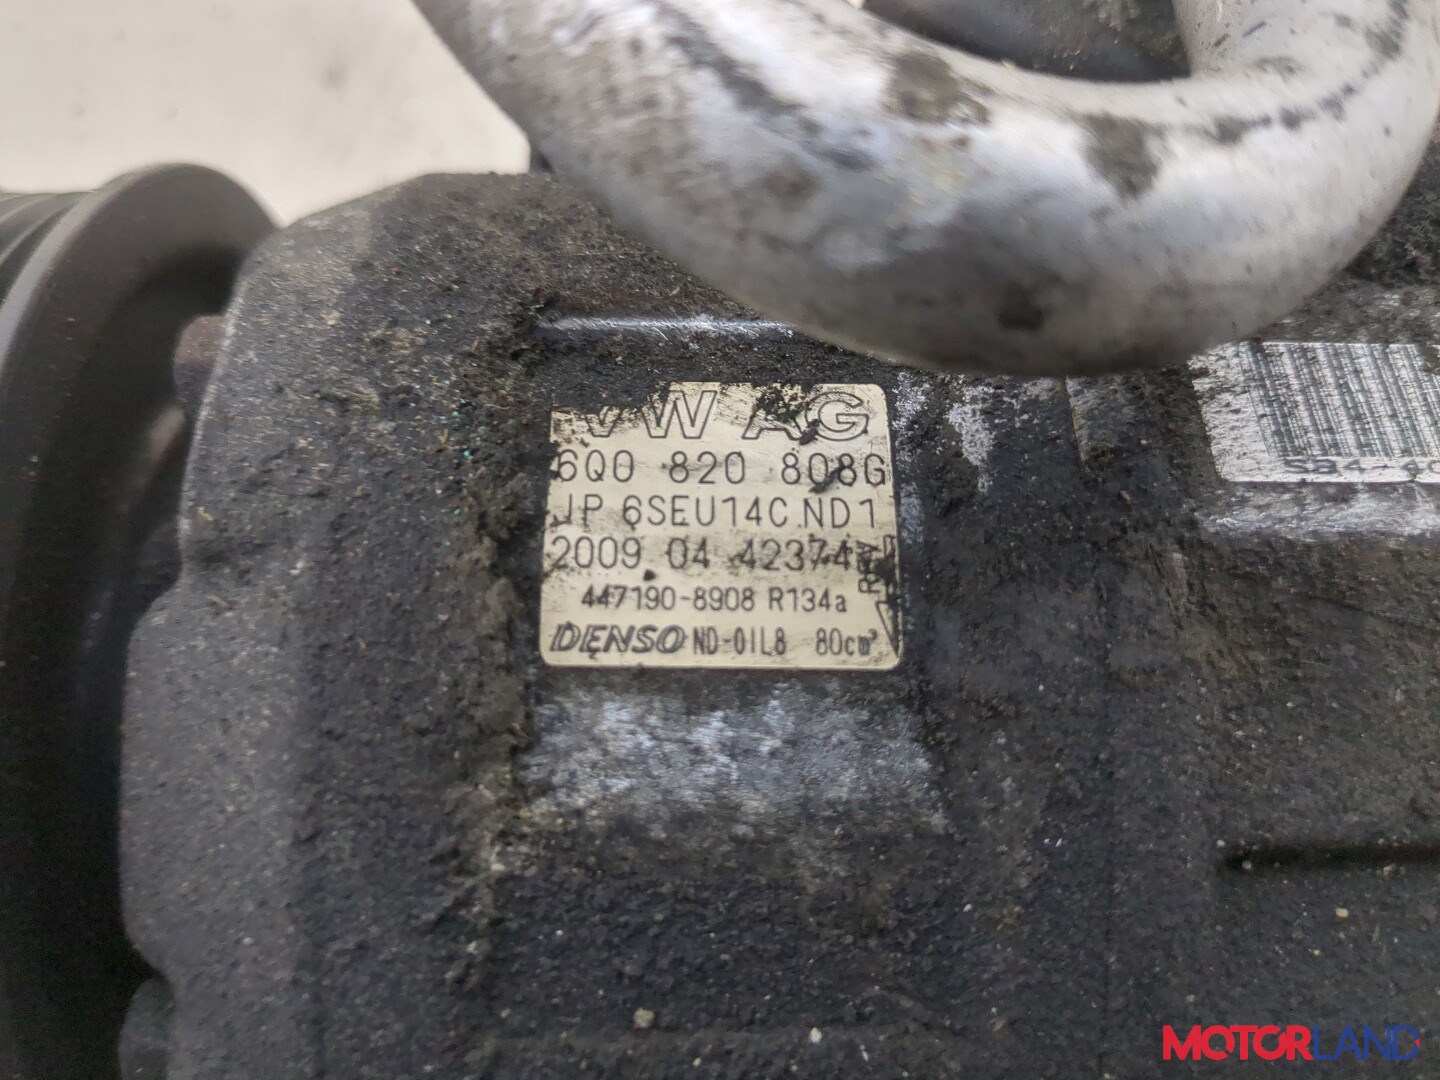 VW AG
6Q0 820 808G
JP 6SEU14C ND1
2009 04 42374
447190-8908 R134a
DENSO ND-OIL8 80cm³
MOTORLAND